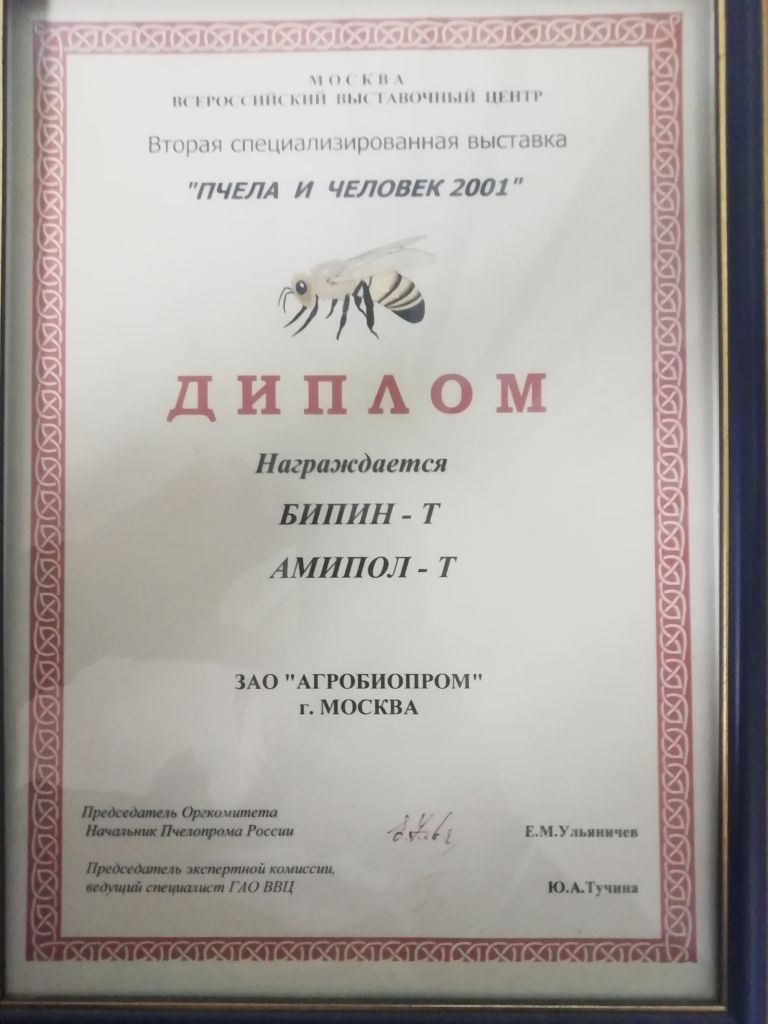 МОСКВА
ВСЕРОССИЙСКИЙ ВЫСТАВОЧНЫЙ ЦЕНТР
Вторая специализированная выставка
"ПЧЕЛА И ЧЕЛОВЕК 2001"
ДИПЛОМ
Награждается
БИПИН - Т
АМИПОЛ - Т
ЗАО "АГРОБИОПРОМ"
г. МОСКВА
Председатель Оргкомитета
Начальник Пчелопрома России Е.М.Ульяничев
Председатель экспертной комиссии,
ведущий специалист ГАО ВВЦ Ю.А.Тучина